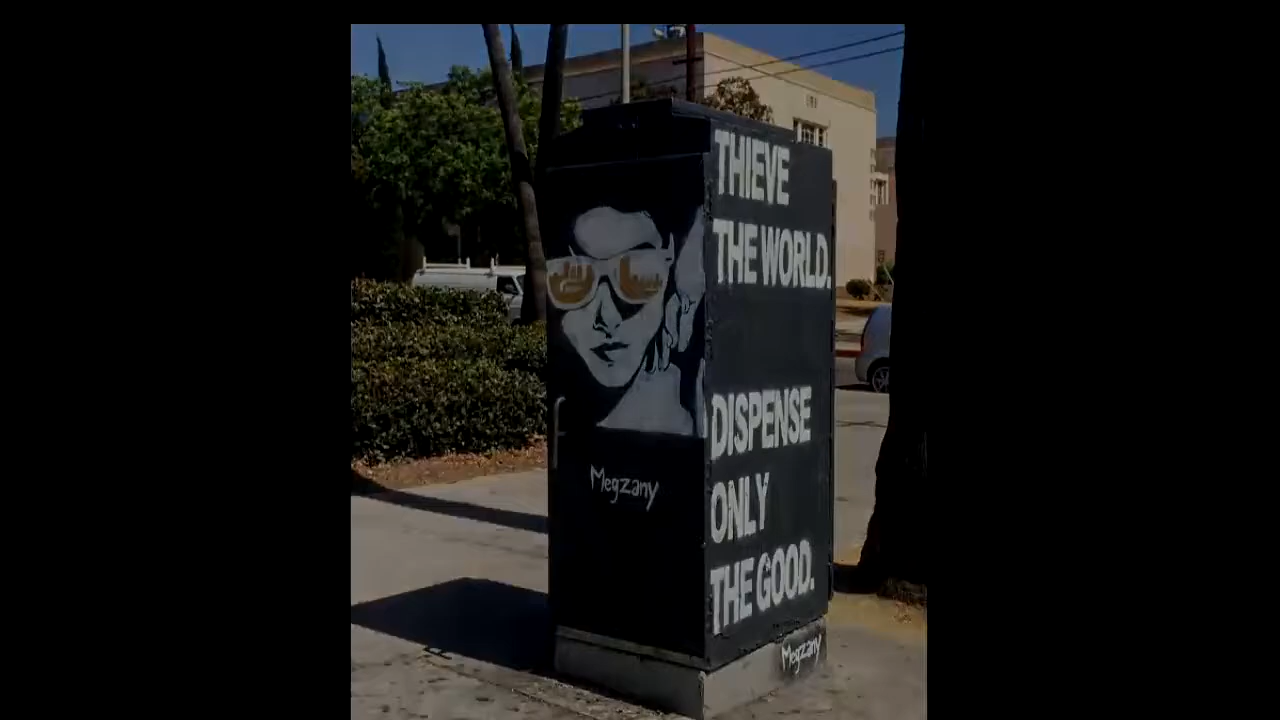 THIEVE
THE WORLD.
DISPENSE
ONLY
THE GOOD.
Megzany
Megzany